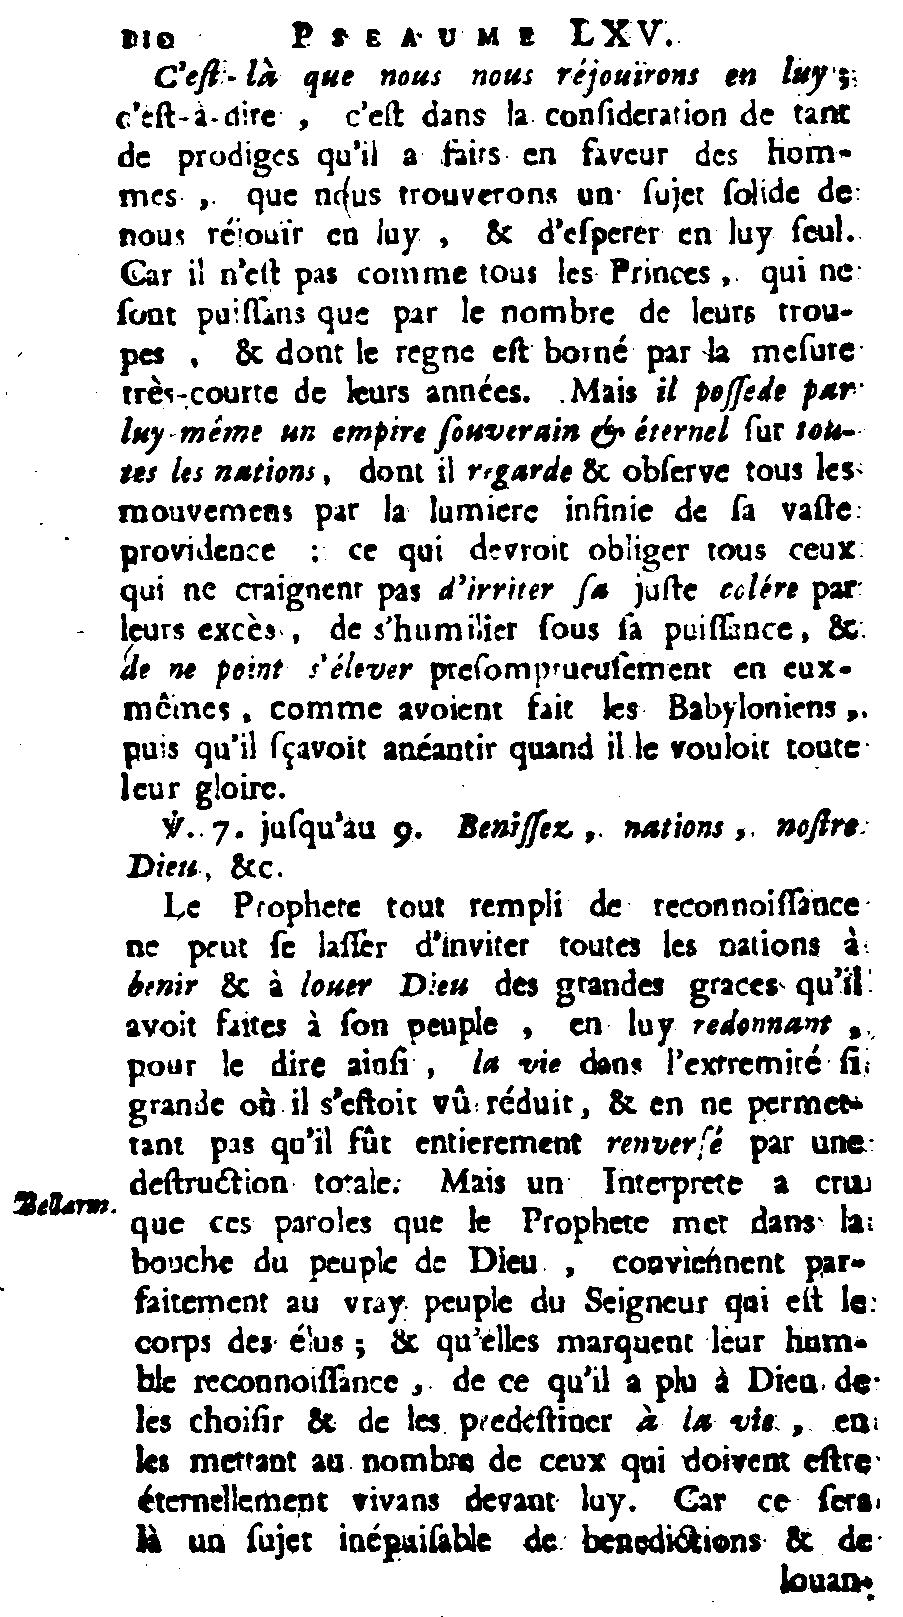 PSEAUME LXV.
C'eſt-là que nous nous réjouirons en luy;
c'eſt-à-dire, c'eſt dans la conſideration de tant
de prodiges qu'il a faits en faveur des hom-
mes, que nous trouverons un ſujet ſolide de
nous réjouir en luy, & d'eſperer en luy ſeul.
Car il n'eſt pas comme tous les Princes, qui ne
ſont puiſſans que par le nombre de leurs trou-
pes, & dont le regne eſt borné par la meſure
très-courte de leurs années. Mais il poſſede par
luy-même un empire ſouverain & éternel ſur tou-
tes les nations, dont il regarde & obſerve tous les
mouvemens par la lumiere infinie de ſa vaſte
providence; ce qui devroit obliger tous ceux
qui ne craignent pas d'irriter ſa juſte colére par
leurs excès, de s'humilier ſous ſa puiſſance, &
de ne point s'élever preſomptueuſement en eux-
mêmes, comme avoient fait les Babyloniens,
puis qu'il ſçavoit anéantir quand il le vouloit toute
leur gloire.
℣. 7. juſqu'au 9. Beniſſez, nations, noſtre
Dieu, &c.
Le Prophete tout rempli de reconnoiſſance
ne peut ſe laſſer d'inviter toutes les nations à
benir & à louer Dieu des grandes graces qu'il
avoit faites à ſon peuple, en luy redonnant,
pour le dire ainſi, la vie dans l'extremité ſi
grande où il s'eſtoit vû réduit, & en ne permet-
tant pas qu'il fût entierement renverſé par une
deſtruction totale. Mais un Interprete a cru
Bellarm.
que ces paroles que le Prophete met dans la
bouche du peuple de Dieu, conviennent par-
faitement au vray peuple du Seigneur qui eſt le
corps des élus; & qu'elles marquent leur hum-
ble reconnoiſſance, de ce qu'il a plu à Dieu de
les choiſir & de les predeſtiner à la vie, en
les mettant au nombre de ceux qui doivent eſtre
éternellement vivans devant luy. Car ce ſera
là un ſujet inépuiſable de benedictions & de
louan-